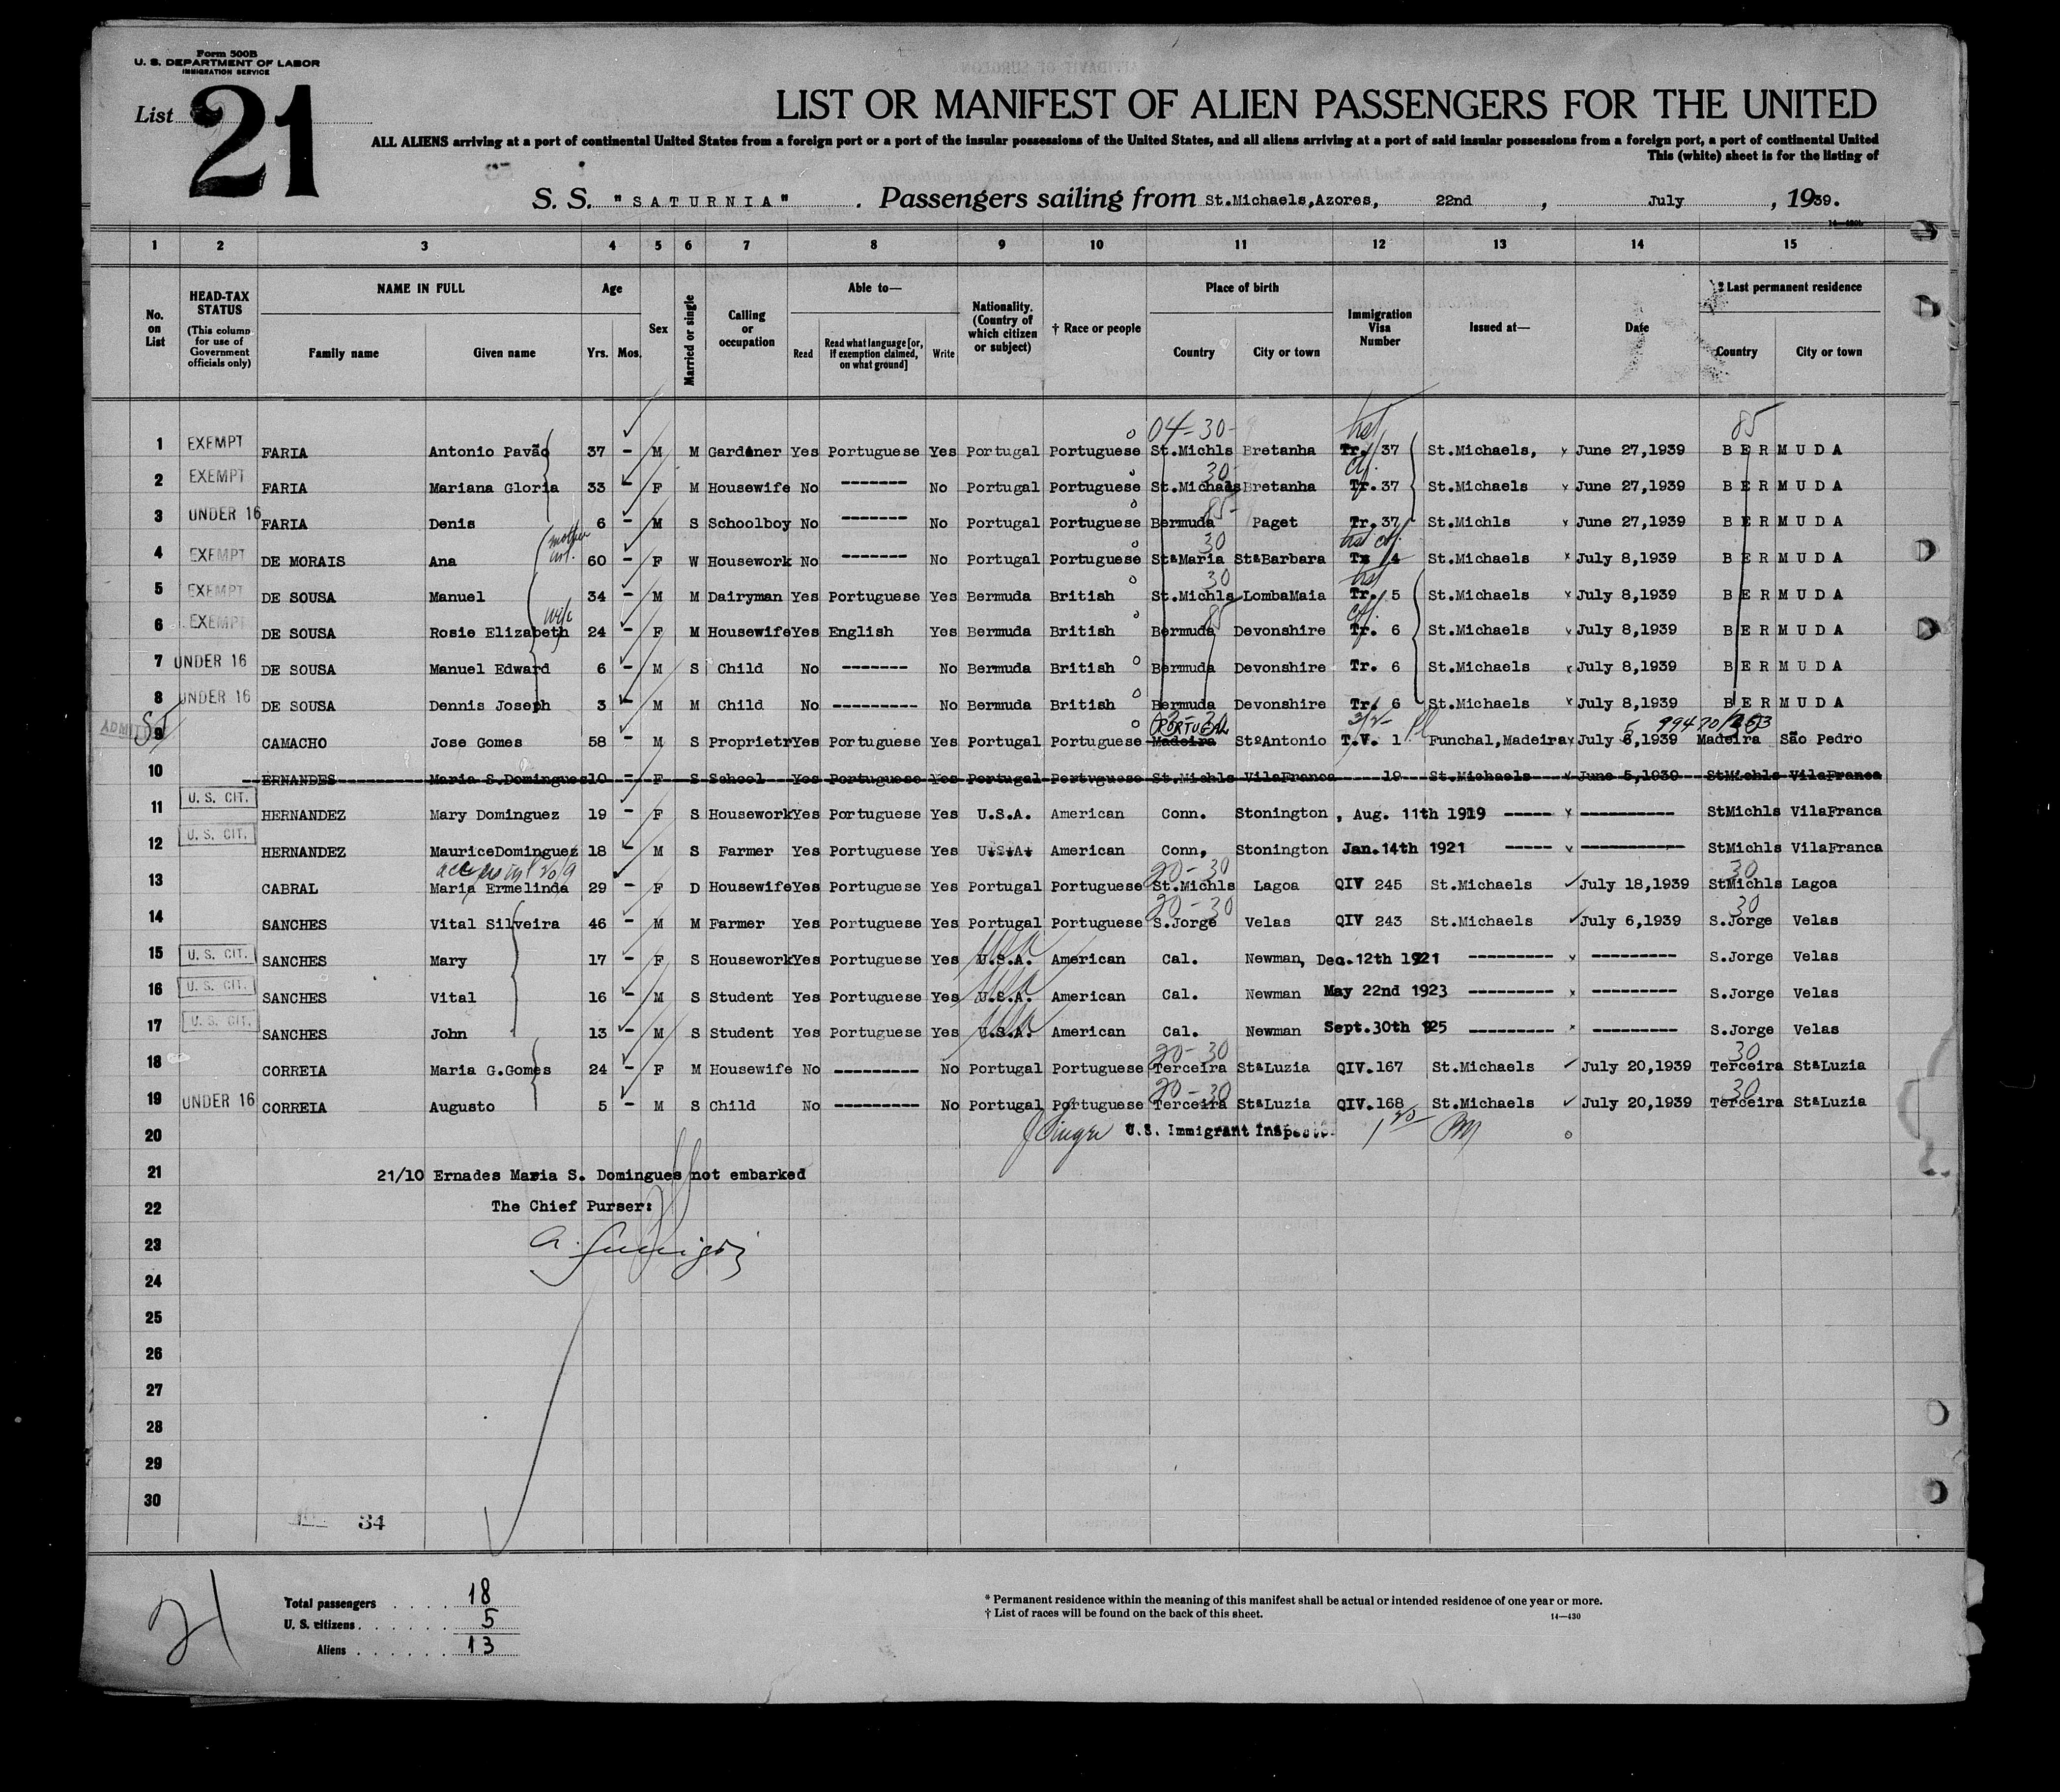 Form 500B
U. S. DEPARTMENT OF LABOR
IMMIGRATION SERVICE
List 21
LIST OR MANIFEST OF ALIEN PASSENGERS FOR THE UNITED
ALL ALIENS arriving at a port of continental United States from a foreign port or a port of the insular possessions of the United States, and all aliens arriving at a port of said insular possessions from a foreign port, a port of continental United
This (white) sheet is for the listing of
S. S. "SATURNIA" . Passengers sailing from St.Michaels,Azores, 22nd , July , 1939.
14—430b
1 2 3 4 5 6 7 8 9 10 11 12 13 14 15
No. on List
HEAD-TAX STATUS (This column for use of Government officials only)
NAME IN FULL Family name Given name
Age Yrs. Mos.
Sex
Married or single
Calling or occupation
Able to— Read Read what language [or, if exemption claimed, on what ground] Write
Nationality. (Country of which citizen or subject)
† Race or people
Place of birth Country City or town
Immigration Visa Number
Issued at—
Date
* Last permanent residence Country City or town
04-30- 85
1 EXEMPT FARIA Antonio Pavão 37 - M M Gardener Yes Portuguese Yes Portugal Portuguese St.Michls Bretanha Tr. 37 St.Michaels, June 27,1939 BERMUDA
30-
2 EXEMPT FARIA Mariana Gloria 33 - F M Housewife No ------- No Portugal Portuguese St.Michaels Bretanha Tr.37 St.Michaels June 27,1939 BERMUDA
85-
3 UNDER 16 FARIA Denis 6 - M S Schoolboy No ------- No Portugal Portuguese Bermuda Paget Tr.37 St.Michls June 27,1939 BERMUDA
mother 30
4 EXEMPT DE MORAIS Ana 60 - F W Housework No ------- No Portugal Portuguese StªMaria StªBarbara Tr 4 St.Michaels July 8,1939 BERMUDA
30
5 EXEMPT DE SOUSA Manuel 34 - M M Dairyman Yes Portuguese Yes Bermuda British St.Michls LombaMaia Tr. 5 St.Michaels July 8,1939 BERMUDA
wife 85
6 EXEMPT DE SOUSA Rosie Elizabeth 24 - F M Housewife Yes English Yes Bermuda British Bermuda Devonshire Tr. 6 St.Michaels July 8,1939 BERMUDA
7 UNDER 16 DE SOUSA Manuel Edward 6 - M S Child No ------- No Bermuda British Bermuda Devonshire Tr. 6 St.Michaels July 8,1939 BERMUDA
8 UNDER 16 DE SOUSA Dennis Joseph 3 - M M Child No --------- No Bermuda British Bermuda Devonshire Tr. 6 St.Michaels July 8,1939 BERMUDA
PORTUGAL 5
9 CAMACHO Jose Gomes 58 - M S Proprietr Yes Portuguese Yes Portugal Portuguese Madeira StºAntonio T.V. 1 Funchal,Madeira July 6,1939 Madeira São Pedro
10 ERNANDES Maria S.Domingues 10 - F S School Yes Portuguese Yes Portugal Portuguese St.Michls VilaFranca 19 St.Michaels June 5,1939 StMichls VilaFranca
11 U. S. CIT. HERNANDEZ Mary Dominguez 19 - F S Housework Yes Portuguese Yes U.S.A. American Conn. Stonington , Aug. 11th 1919 ----- ---------- StMichls VilaFranca
12 U. S. CIT. HERNANDEZ MauriceDominguez 18 - M S Farmer Yes Portuguese Yes U.S.A. American Conn, Stonington Jan.14th 1921 ----- ----------- StMichls VilaFranca
20-30 30
13 CABRAL Maria Ermelinda 29 - F D Housewife Yes Portuguese Yes Portugal Portuguese St.Michls Lagoa QIV 245 St.Michaels July 18,1939 StMichls Lagoa
20-30 30
14 SANCHES Vital Silveira 46 - M M Farmer Yes Portuguese Yes Portugal Portuguese S.Jorge Velas QIV 243 St.Michaels July 6,1939 S.Jorge Velas
15 U. S. CIT. SANCHES Mary 17 - F S Housework Yes Portuguese Yes U.S.A. American Cal. Newman, Dec.12th 1921 --------- --------- S.Jorge Velas
16 U. S. CIT. SANCHES Vital 16 - M S Student Yes Portuguese Yes U.S.A. American Cal. Newman May 22nd 1923 --------- --------- S.Jorge Velas
17 U. S. CIT. SANCHES John 13 - M S Student Yes Portuguese Yes U.S.A. American Cal. Newman Sept.30th 925 --------- --------- S.Jorge Velas
20-30 30
18 CORREIA Maria G.Gomes 24 - F M Housewife No --------- No Portugal Portuguese Terceira StªLuzia QIV.167 St.Michaels July 20,1939 Terceira StªLuzia
20-30 30
19 UNDER 16 CORREIA Augusto 5 - M S Child No --------- No Portugal Portuguese Terceira StªLuzia QIV.168 St.Michaels July 20,1939 Terceira StªLuzia
20 U.S. Immigrant Inspector
21 21/10 Ernades Maria S. Domingues not embarked
22 The Chief Purser:
23
24
25
26
27
28
29
30
34
21
Total passengers . . . . 18
U. S. citizens . . . . . . 5
Aliens . . . . . . 13
* Permanent residence within the meaning of this manifest shall be actual or intended residence of one year or more.
† List of races will be found on the back of this sheet. 14—430